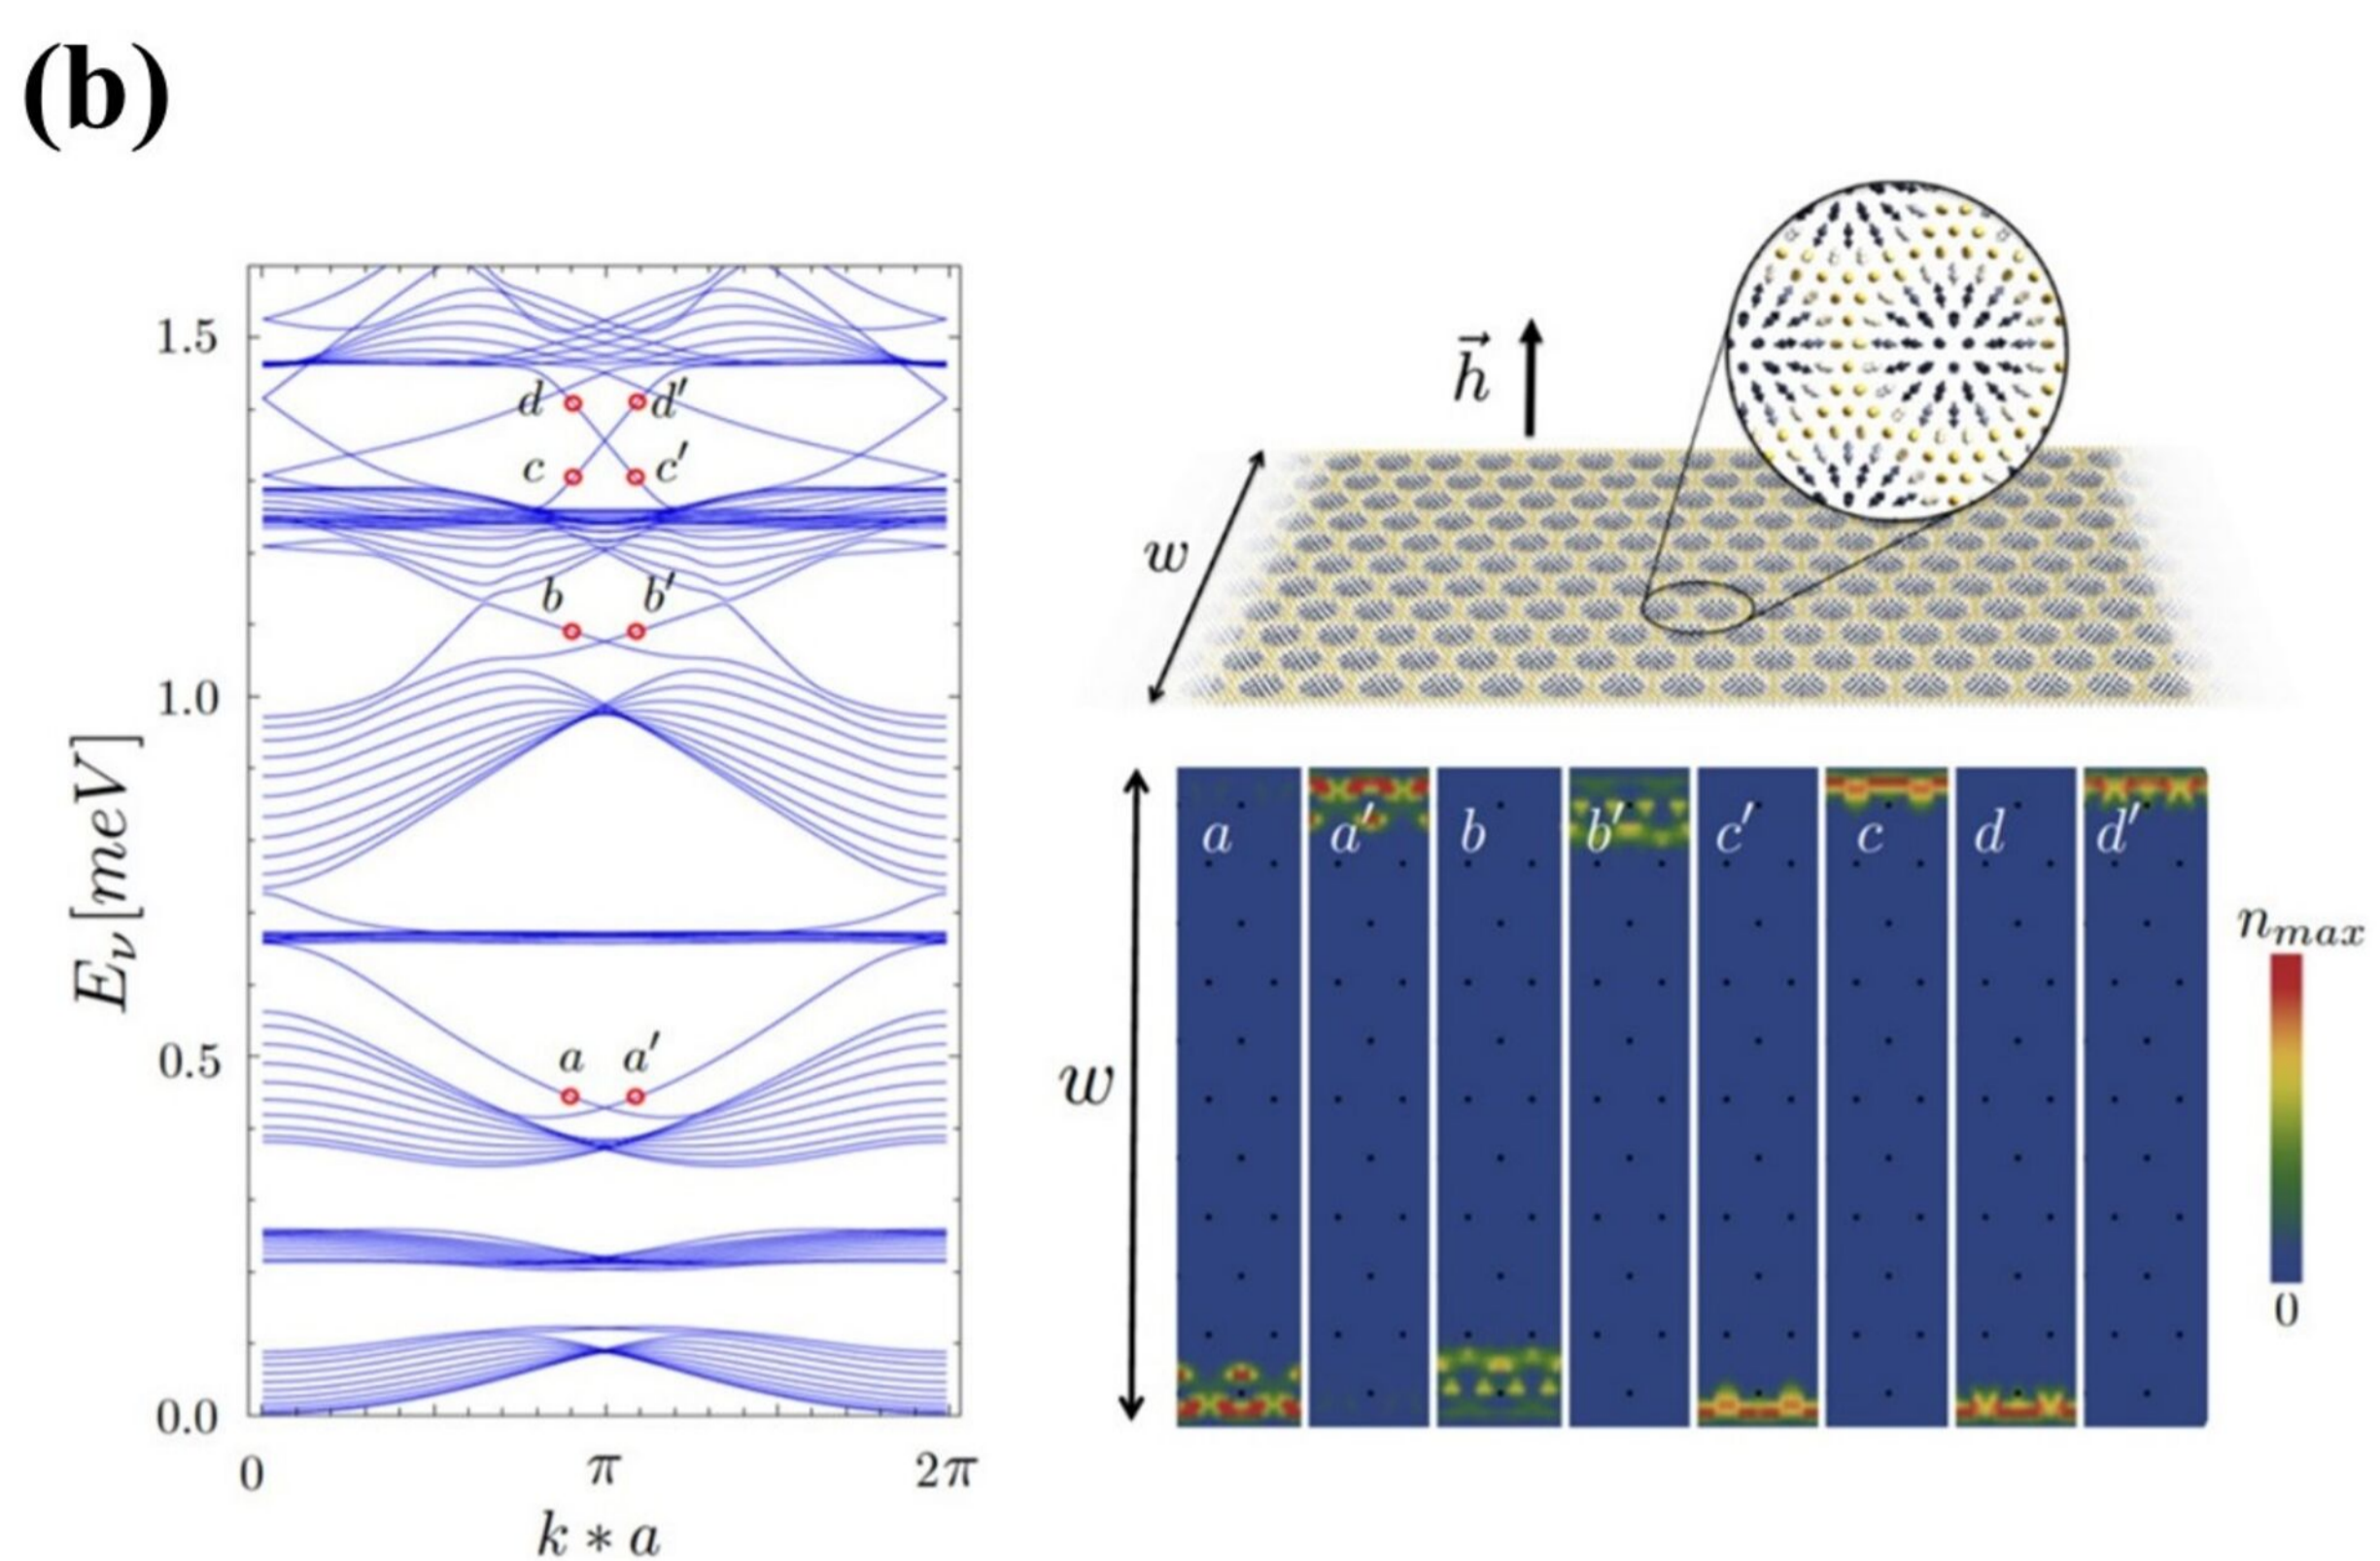 (b)
1.5
1.0
0.5
0.0
E_ν [meV]
0
π
2π
k ∗ a
d
d′
c
c′
b
b′
a
a′
h⃗
w
w
a
a′
b
b′
c′
c
d
d′
n_max
0